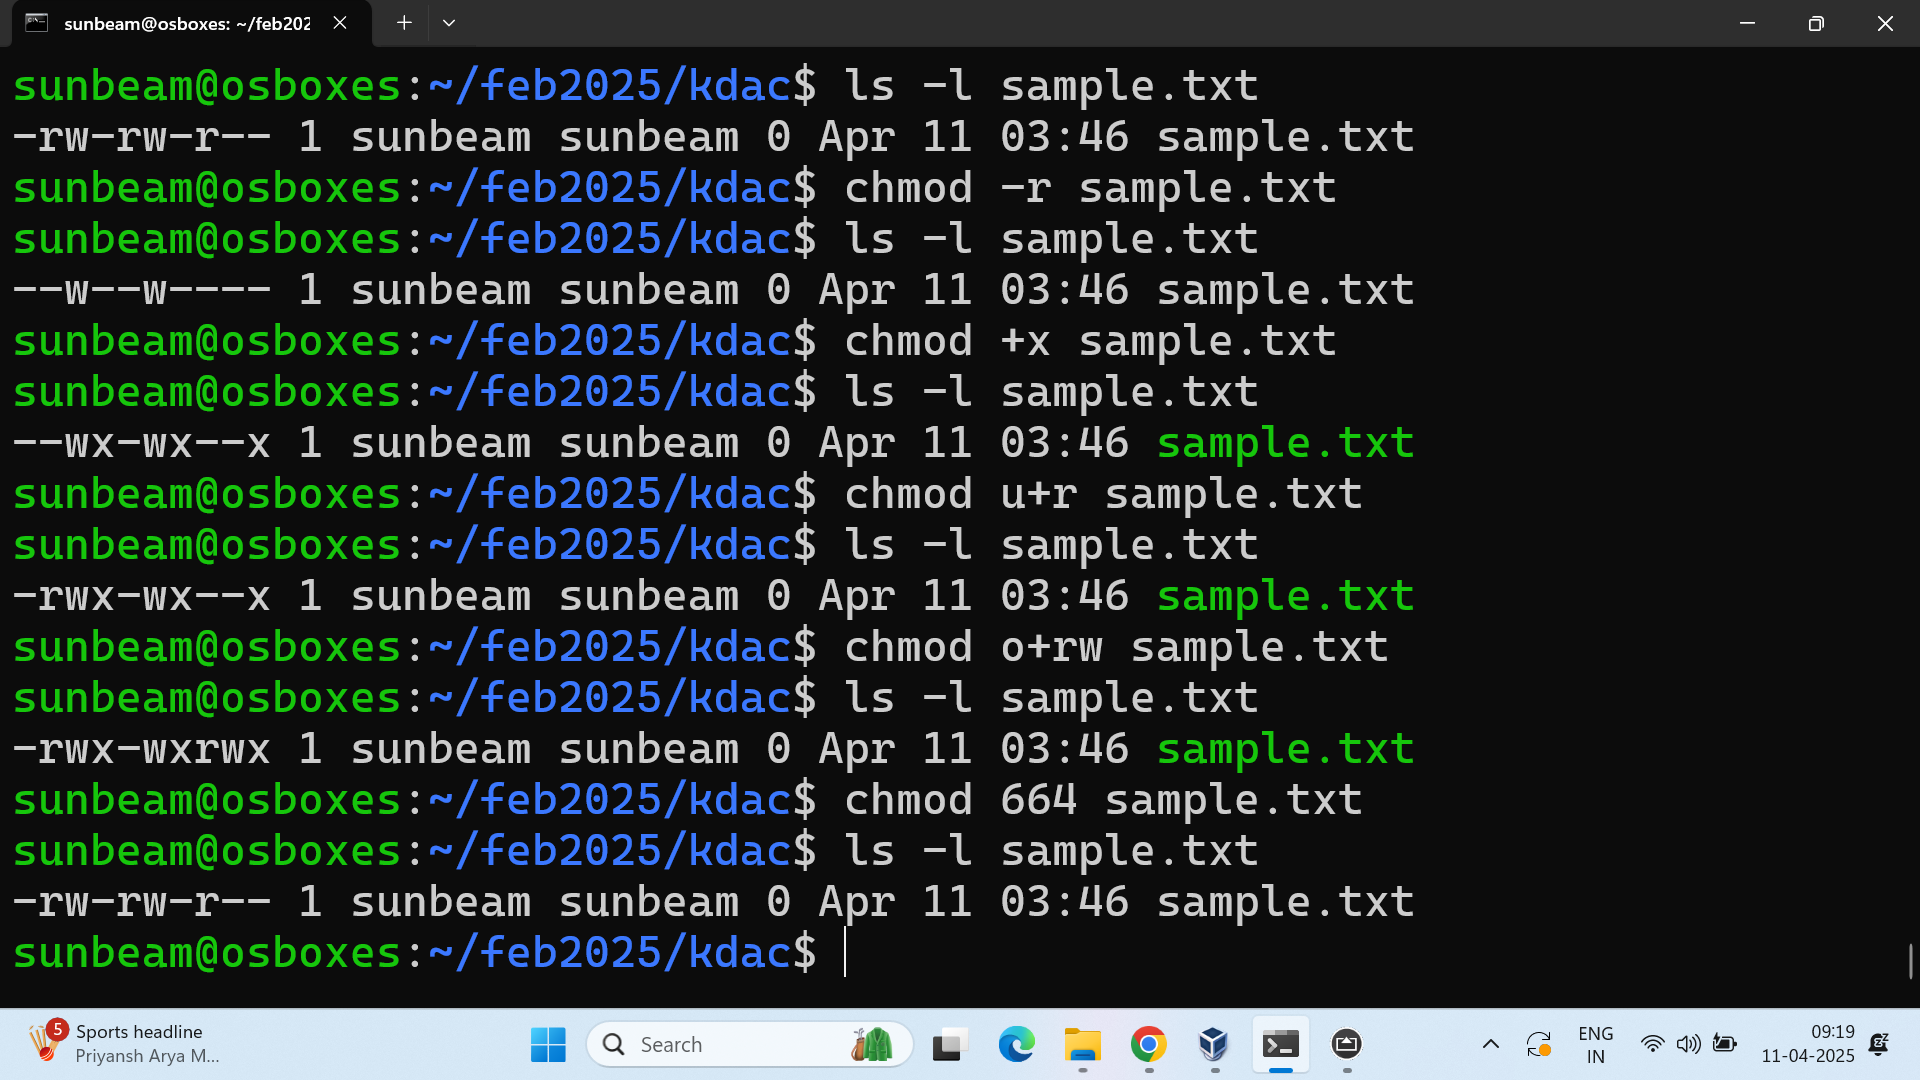 sunbeam@osboxes: ~/feb202
sunbeam@osboxes:~/feb2025/kdac$ ls -l sample.txt
-rw-rw-r-- 1 sunbeam sunbeam 0 Apr 11 03:46 sample.txt
sunbeam@osboxes:~/feb2025/kdac$ chmod -r sample.txt
sunbeam@osboxes:~/feb2025/kdac$ ls -l sample.txt
--w--w---- 1 sunbeam sunbeam 0 Apr 11 03:46 sample.txt
sunbeam@osboxes:~/feb2025/kdac$ chmod +x sample.txt
sunbeam@osboxes:~/feb2025/kdac$ ls -l sample.txt
--wx-wx--x 1 sunbeam sunbeam 0 Apr 11 03:46 sample.txt
sunbeam@osboxes:~/feb2025/kdac$ chmod u+r sample.txt
sunbeam@osboxes:~/feb2025/kdac$ ls -l sample.txt
-rwx-wx--x 1 sunbeam sunbeam 0 Apr 11 03:46 sample.txt
sunbeam@osboxes:~/feb2025/kdac$ chmod o+rw sample.txt
sunbeam@osboxes:~/feb2025/kdac$ ls -l sample.txt
-rwx-wxrwx 1 sunbeam sunbeam 0 Apr 11 03:46 sample.txt
sunbeam@osboxes:~/feb2025/kdac$ chmod 664 sample.txt
sunbeam@osboxes:~/feb2025/kdac$ ls -l sample.txt
-rw-rw-r-- 1 sunbeam sunbeam 0 Apr 11 03:46 sample.txt
sunbeam@osboxes:~/feb2025/kdac$
5
Sports headline
Priyansh Arya M...
Search
ENG
IN
09:19
11-04-2025